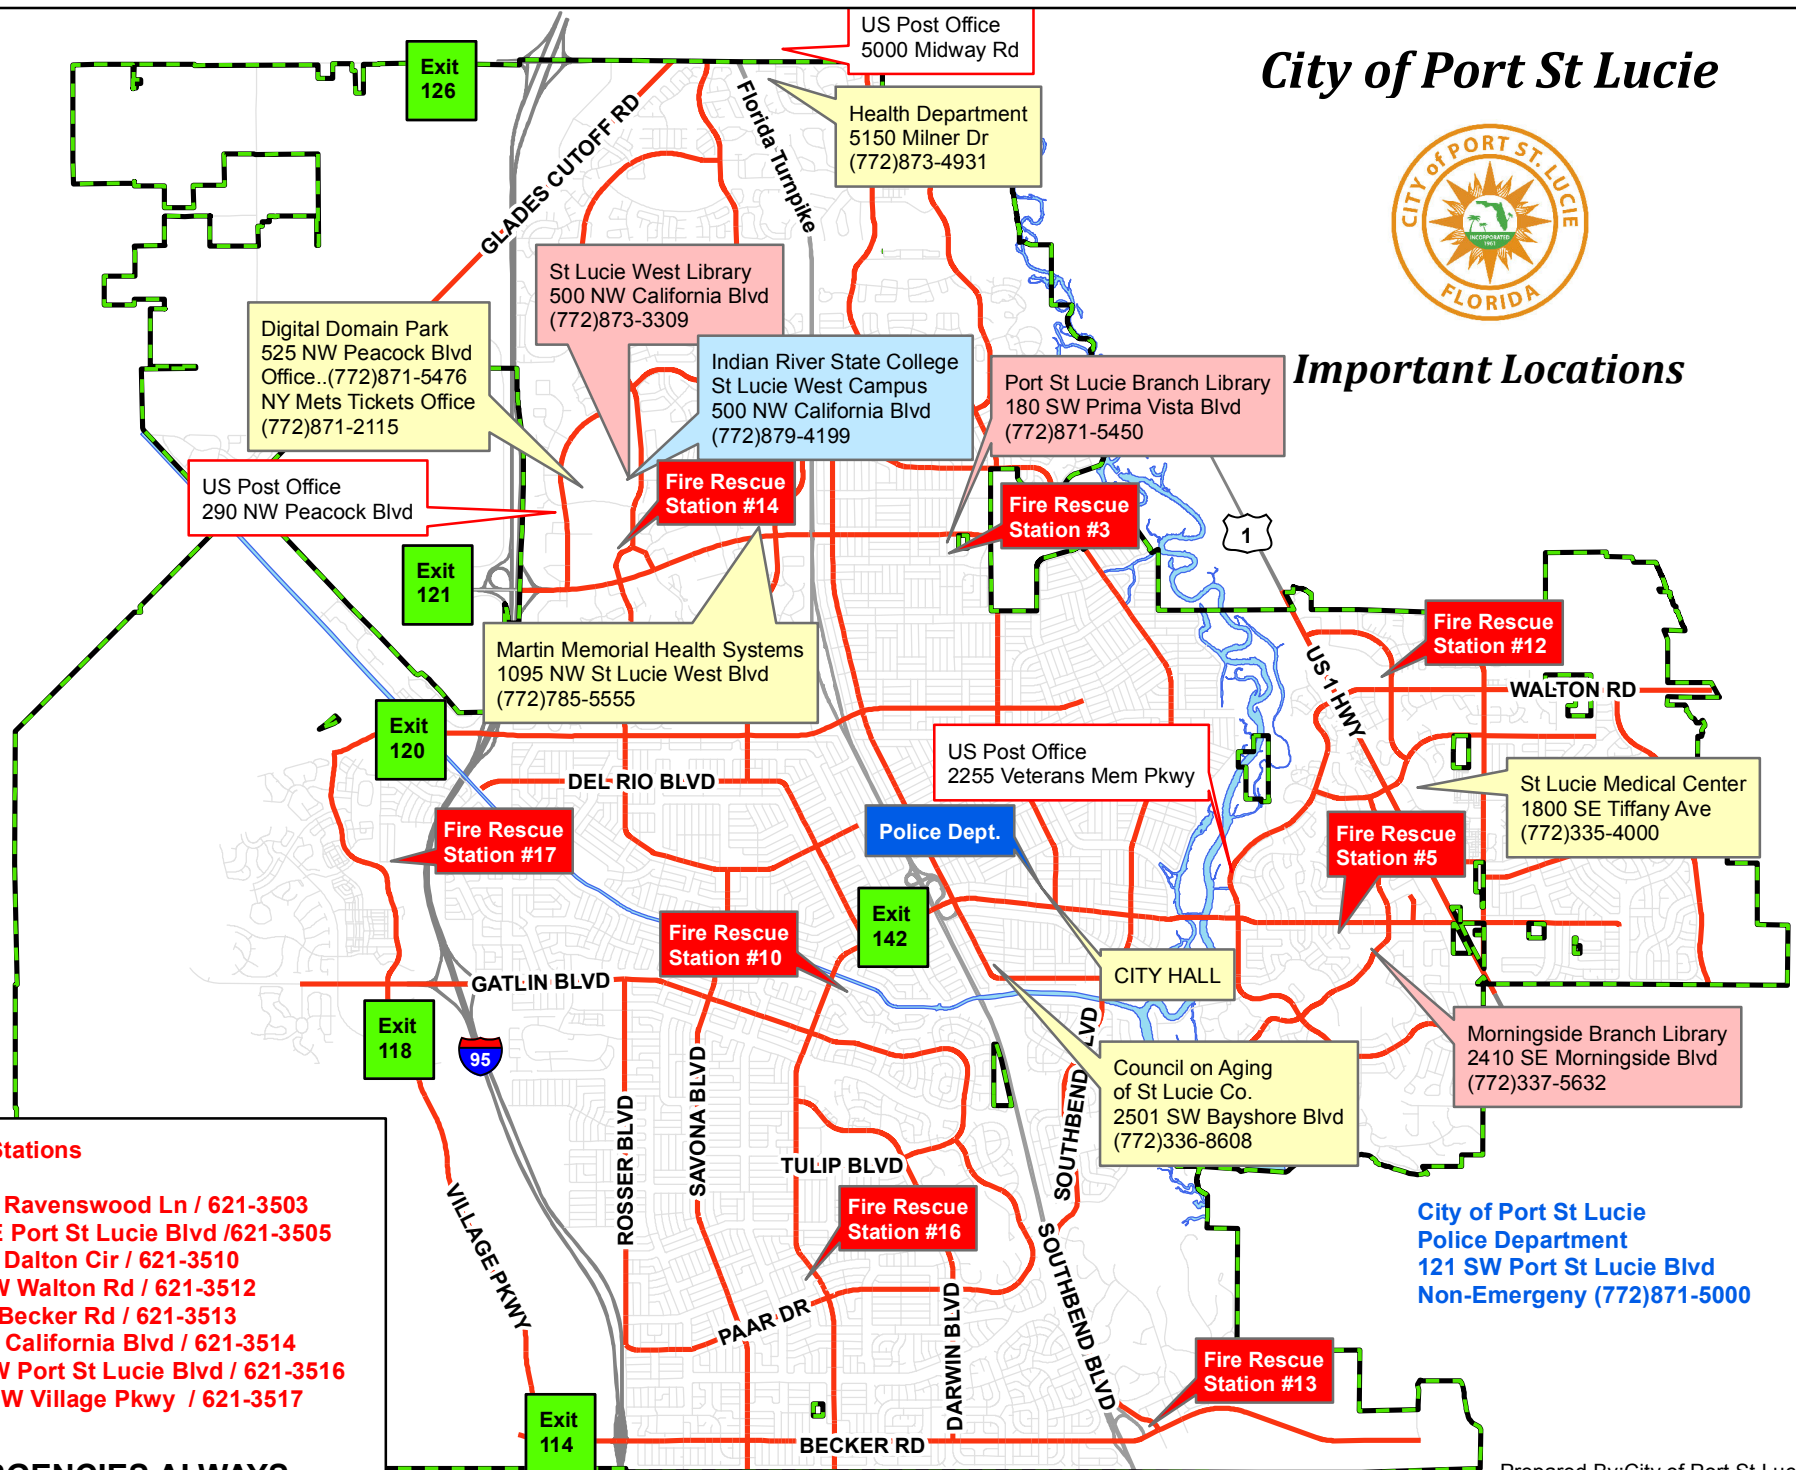 US Post Office
5000 Midway Rd
City of Port St Lucie
Exit
126
Health Department
5150 Milner Dr
(772)873-4931
GLADES CUTOFF RD
Florida Turnpike
CITY of PORT ST. LUCIE
INCORPORATED
1961
FLORIDA
St Lucie West Library
500 NW California Blvd
(772)873-3309
Digital Domain Park
525 NW Peacock Blvd
Office..(772)871-5476
NY Mets Tickets Office
(772)871-2115
Indian River State College
St Lucie West Campus
500 NW California Blvd
(772)879-4199
Important Locations
Port St Lucie Branch Library
180 SW Prima Vista Blvd
(772)871-5450
US Post Office
290 NW Peacock Blvd
Fire Rescue
Station #14
Fire Rescue
Station #3
1
Exit
121
Fire Rescue
Station #12
Martin Memorial Health Systems
1095 NW St Lucie West Blvd
(772)785-5555
US 1 HWY
WALTON RD
Exit
120
US Post Office
2255 Veterans Mem Pkwy
DEL RIO BLVD
St Lucie Medical Center
1800 SE Tiffany Ave
(772)335-4000
Fire Rescue
Station #17
Police Dept.
Fire Rescue
Station #5
Exit
142
Fire Rescue
Station #10
CITY HALL
GATLIN BLVD
Exit
118
95
Morningside Branch Library
2410 SE Morningside Blvd
(772)337-5632
Council on Aging
of St Lucie Co.
2501 SW Bayshore Blvd
(772)336-8608
ROSSER BLVD
SAVONA BLVD
SOUTHBEND LVD
TULIP BLVD
VILLAGE PKWY
Fire Rescue
Station #16
SOUTHBEND BLVD
PAAR DR
DARWIN BLVD
Stations
Ravenswood Ln / 621-3503
E Port St Lucie Blvd /621-3505
Dalton Cir / 621-3510
W Walton Rd / 621-3512
Becker Rd / 621-3513
California Blvd / 621-3514
W Port St Lucie Blvd / 621-3516
W Village Pkwy / 621-3517
City of Port St Lucie
Police Department
121 SW Port St Lucie Blvd
Non-Emergeny (772)871-5000
Fire Rescue
Station #13
Exit
114
BECKER RD
ALWAYS
Prepared By:City of Port St Luc